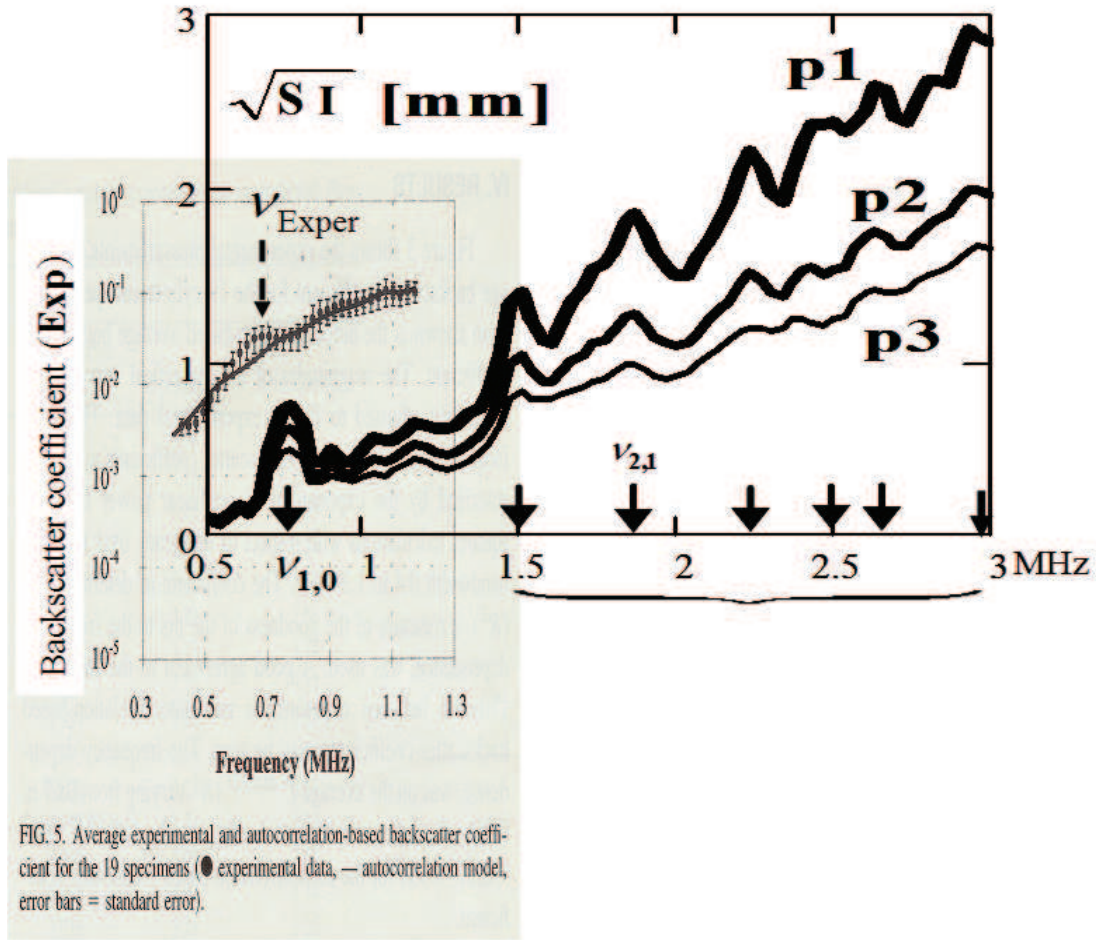 3
√S I [mm]
p1
IV. RESULTS
2
p2
10⁰
ν
Exper
10⁻¹
1
p3
10⁻²
Backscatter coefficient (Exp)
10⁻³
ν2,1
0
10⁻⁴
0.5
1
1.5
2
2.5
3 MHz
ν1,0
10⁻⁵
0.3
0.5
0.7
0.9
1.1
1.3
Frequency (MHz)
FIG. 5. Average experimental and autocorrelation-based backscatter coeffi-
cient for the 19 specimens (● experimental data, — autocorrelation model,
error bars = standard error).